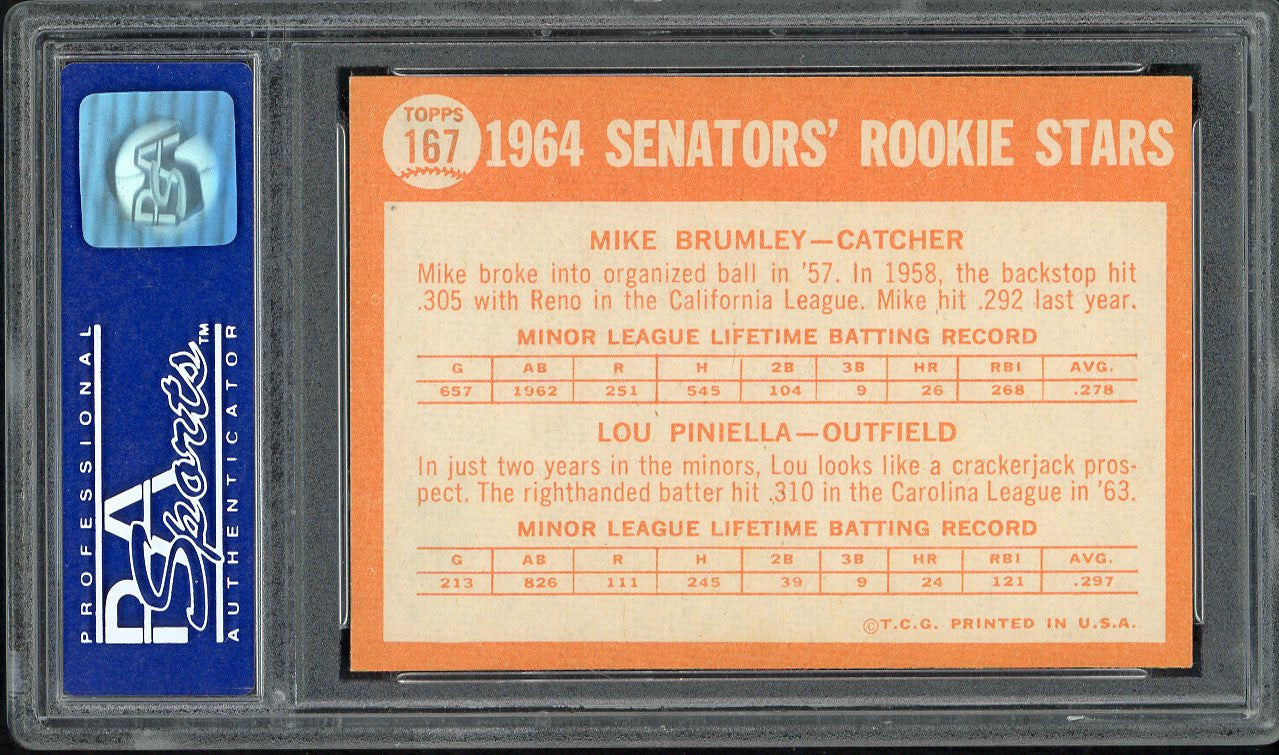 TOPPS
167
1964 SENATORS' ROOKIE STARS
MIKE BRUMLEY—CATCHER
Mike broke into organized ball in '57. In 1958, the backstop hit
.305 with Reno in the California League. Mike hit .292 last year.
MINOR LEAGUE LIFETIME BATTING RECORD
G AB R H 2B 3B HR RBI AVG.
657 1962 251 545 104 9 26 268 .278
LOU PINIELLA—OUTFIELD
In just two years in the minors, Lou looks like a crackerjack pros-
pect. The righthanded batter hit .310 in the Carolina League in '63.
MINOR LEAGUE LIFETIME BATTING RECORD
G AB R H 2B 3B HR RBI AVG.
213 826 111 245 39 9 24 121 .297
©T.C.G. PRINTED IN U.S.A.
PSA
PROFESSIONAL
PSA Sports™
AUTHENTICATOR